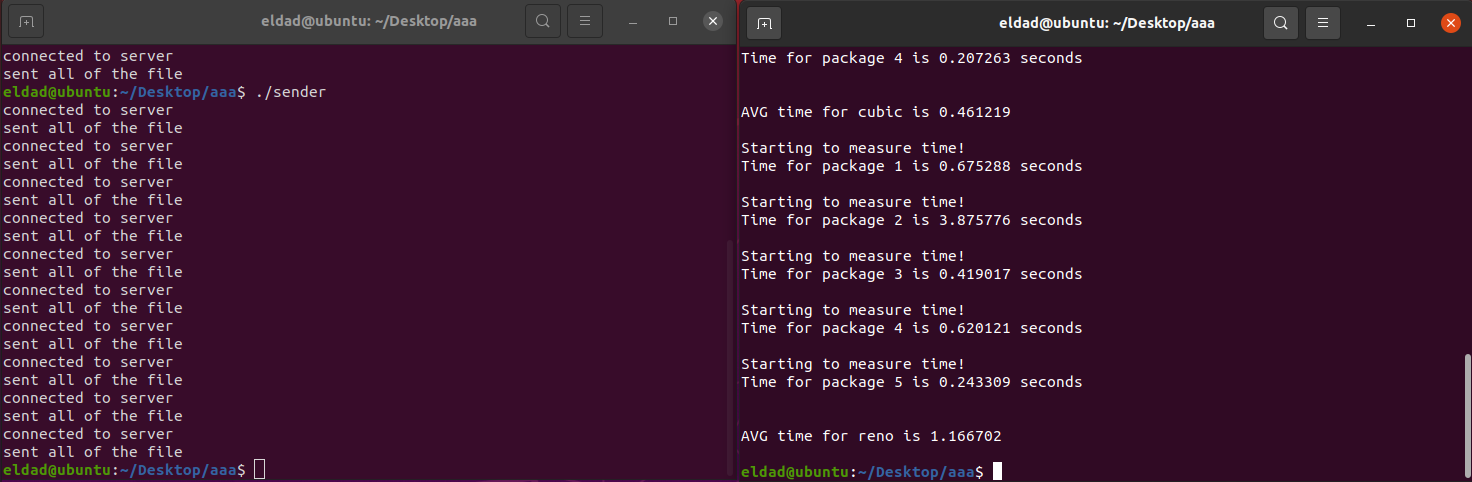 eldad@ubuntu: ~/Desktop/aaa
connected to server
sent all of the file
eldad@ubuntu:~/Desktop/aaa$ ./sender
connected to server
sent all of the file
connected to server
sent all of the file
connected to server
sent all of the file
connected to server
sent all of the file
connected to server
sent all of the file
connected to server
sent all of the file
connected to server
sent all of the file
connected to server
sent all of the file
connected to server
sent all of the file
connected to server
sent all of the file
eldad@ubuntu:~/Desktop/aaa$
eldad@ubuntu: ~/Desktop/aaa
Time for package 4 is 0.207263 seconds
AVG time for cubic is 0.461219
Starting to measure time!
Time for package 1 is 0.675288 seconds
Starting to measure time!
Time for package 2 is 3.875776 seconds
Starting to measure time!
Time for package 3 is 0.419017 seconds
Starting to measure time!
Time for package 4 is 0.620121 seconds
Starting to measure time!
Time for package 5 is 0.243309 seconds
AVG time for reno is 1.166702
eldad@ubuntu:~/Desktop/aaa$